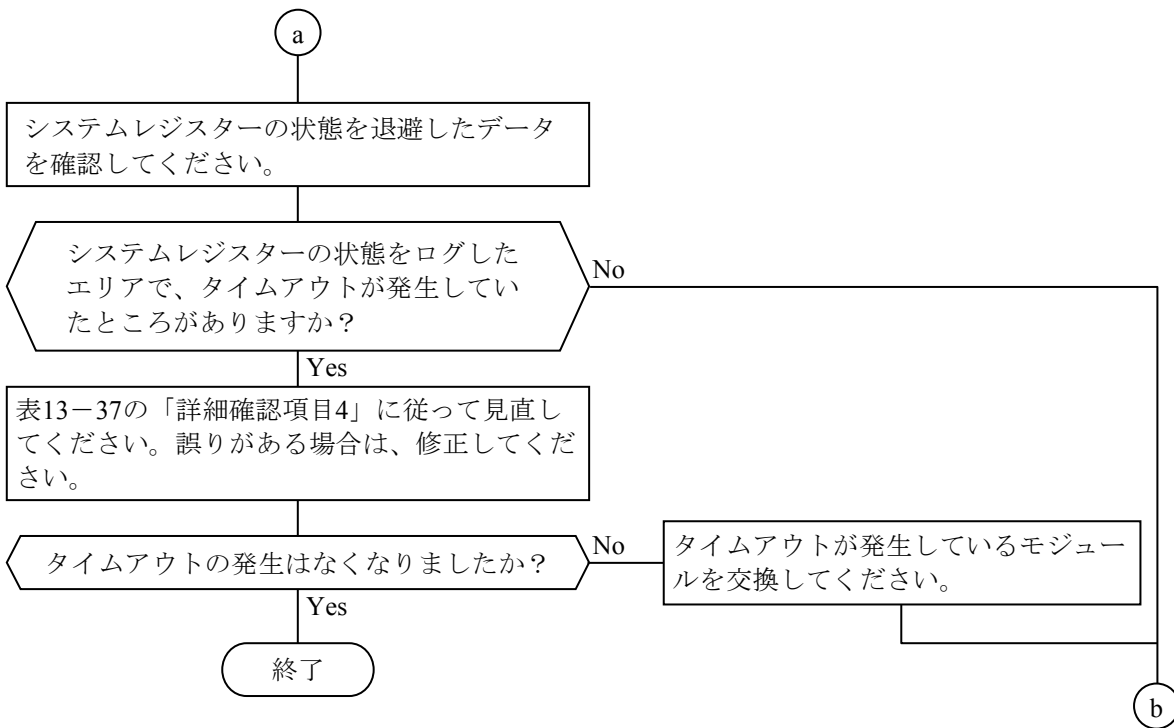 a
システムレジスターの状態を退避したデータ
を確認してください。
システムレジスターの状態をログした
エリアで、タイムアウトが発生してい
たところがありますか？
No
Yes
表13－37の「詳細確認項目4」に従って見直し
てください。誤りがある場合は、修正してくだ
さい。
タイムアウトの発生はなくなりましたか？
No
タイムアウトが発生しているモジュー
ルを交換してください。
Yes
終了
b